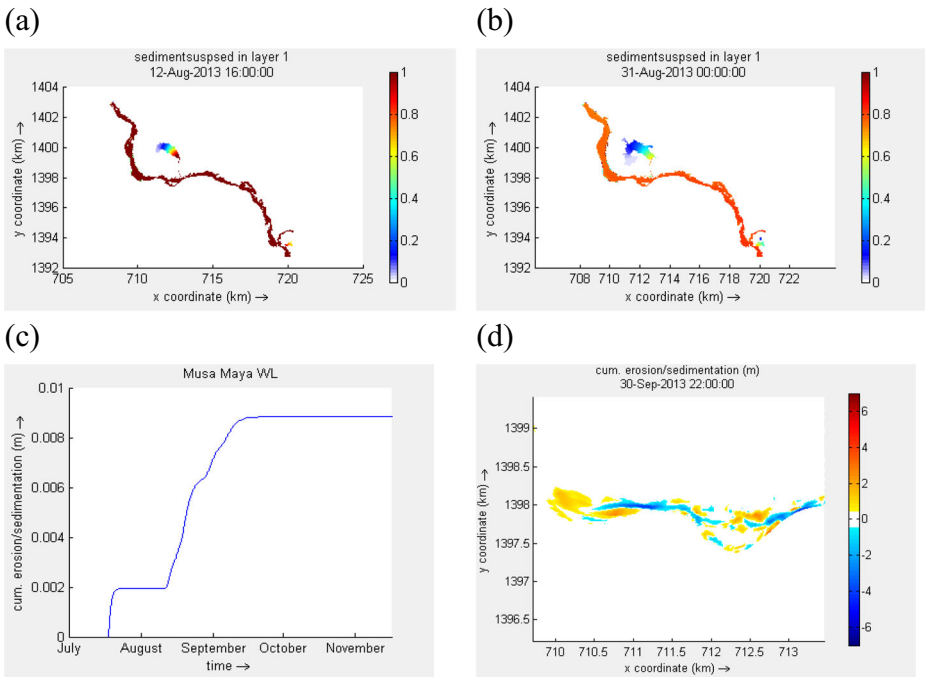 (a)
sedimentsuspsed in layer 1
12-Aug-2013 16:00:00
1404
1402
1400
1398
1396
1394
1392
y coordinate (km) →
705 710 715 720 725
x coordinate (km) →
1
0.8
0.6
0.4
0.2
0
(b)
sedimentsuspsed in layer 1
31-Aug-2013 00:00:00
1404
1402
1400
1398
1396
1394
1392
y coordinate (km) →
708 710 712 714 716 718 720 722
x coordinate (km) →
1
0.8
0.6
0.4
0.2
0
(c)
Musa Maya WL
0.01
0.008
0.006
0.004
0.002
0
cum. erosion/sedimentation (m) →
July August September October November
time →
(d)
cum. erosion/sedimentation (m)
30-Sep-2013 22:00:00
1399
1398.5
1398
1397.5
1397
1396.5
y coordinate (km) →
710 710.5 711 711.5 712 712.5 713
x coordinate (km) →
6
4
2
0
-2
-4
-6